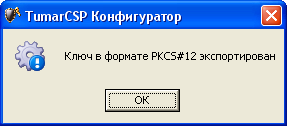 TumarCSP Конфигуратор
Ключ в формате PKCS#12 экспортирован
OK